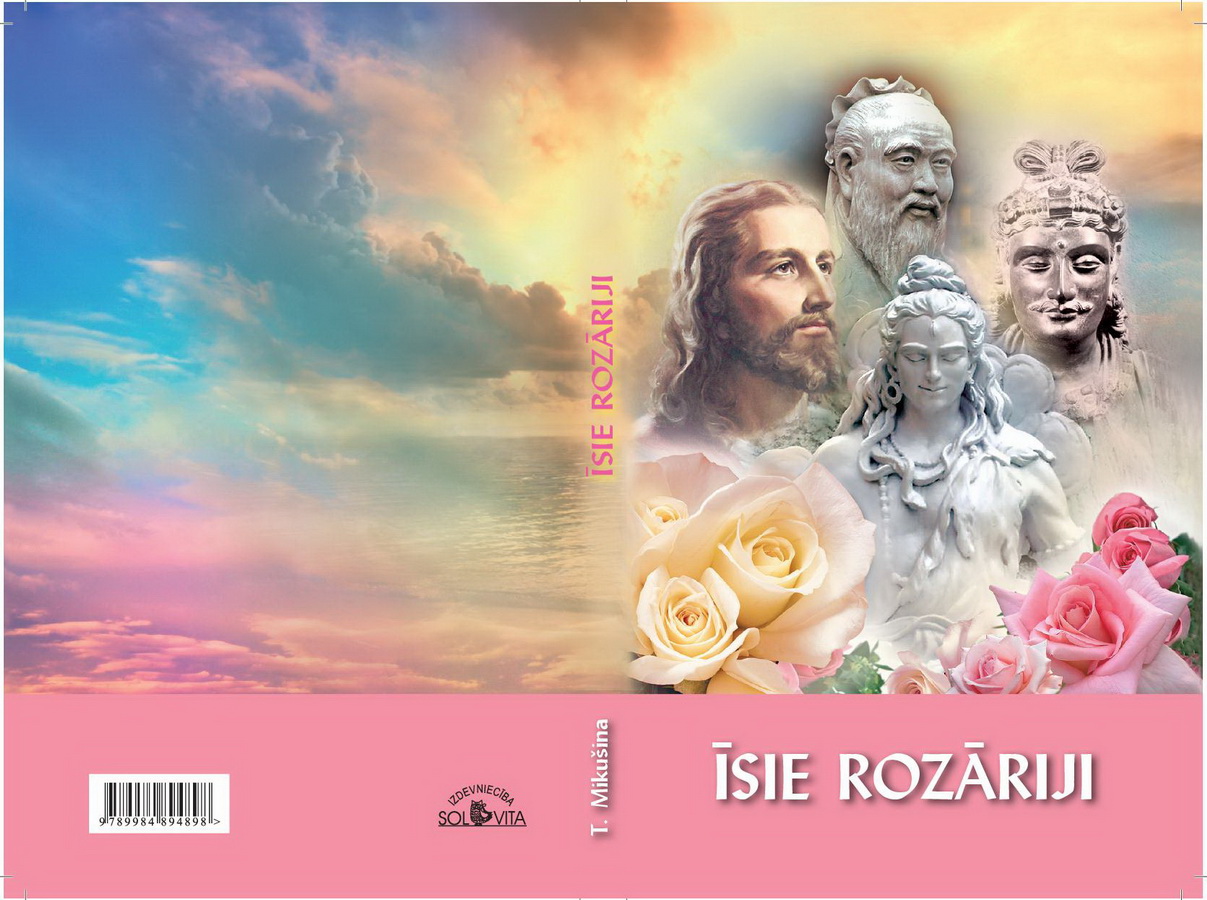 9789984894898 >
IZDEVNIECĪBA
SOL VITA
ĪSIE ROZĀRIJI
T. Mikušina
ĪSIE ROZĀRIJI